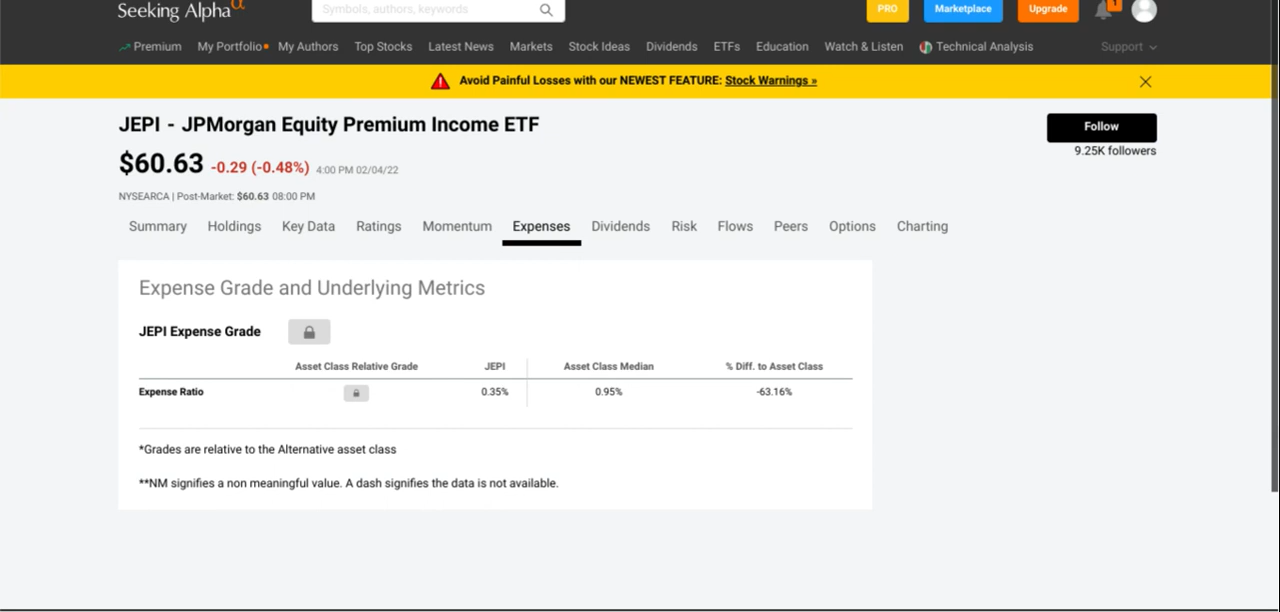 Seeking Alpha α
Symbols, authors, keywords
PRO
Marketplace
Upgrade
1
Premium My Portfolio My Authors Top Stocks Latest News Markets Stock Ideas Dividends ETFs Education Watch & Listen Technical Analysis Support
Avoid Painful Losses with our NEWEST FEATURE: Stock Warnings »
JEPI - JPMorgan Equity Premium Income ETF
Follow
$60.63 -0.29 (-0.48%) 4:00 PM 02/04/22
9.25K followers
NYSEARCA | Post-Market: $60.63 08:00 PM
Summary Holdings Key Data Ratings Momentum Expenses Dividends Risk Flows Peers Options Charting
Expense Grade and Underlying Metrics
JEPI Expense Grade
Asset Class Relative Grade JEPI Asset Class Median % Diff. to Asset Class
Expense Ratio 0.35% 0.95% -63.16%
*Grades are relative to the Alternative asset class
**NM signifies a non meaningful value. A dash signifies the data is not available.